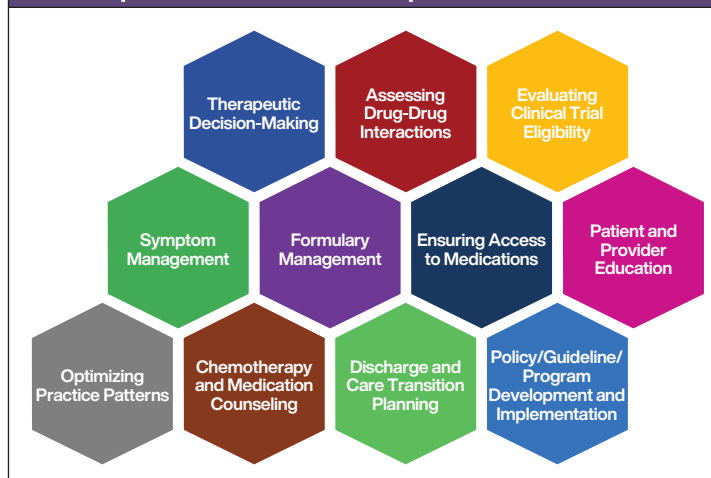 Therapeutic
Decision-Making
Assessing
Drug-Drug
Interactions
Evaluating
Clinical Trial
Eligibility
Symptom
Management
Formulary
Management
Ensuring Access
to Medications
Patient and
Provider
Education
Optimizing
Practice Patterns
Chemotherapy
and Medication
Counseling
Discharge and
Care Transition
Planning
Policy/Guideline/
Program
Development and
Implementation